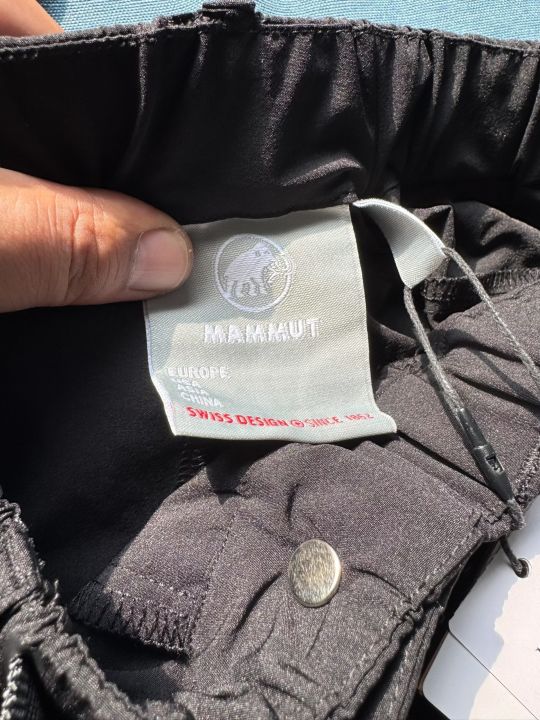 MAMMUT
EUROPE
USA
ASIA
CHINA
SWISS DESIGN SINCE 1862